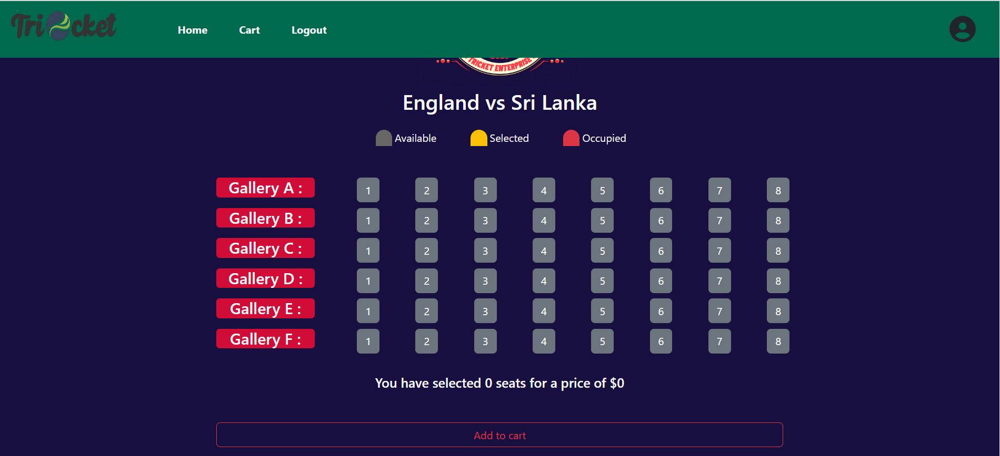 Tricket
Home Cart Logout
TRICKET ENTERPRISE
England vs Sri Lanka
Available Selected Occupied
Gallery A : 1 2 3 4 5 6 7 8
Gallery B : 1 2 3 4 5 6 7 8
Gallery C : 1 2 3 4 5 6 7 8
Gallery D : 1 2 3 4 5 6 7 8
Gallery E : 1 2 3 4 5 6 7 8
Gallery F : 1 2 3 4 5 6 7 8
You have selected 0 seats for a price of $0
Add to cart